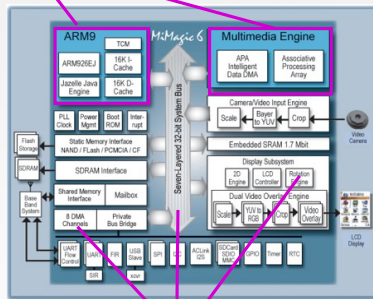 ARM9
TCM
ARM926EJ
16K I-
Cache
Jazelle Java
Engine
16K D-
Cache
MiMagic 6
Multimedia Engine
APA
Intelligent
Data DMA
Associative
Processing
Array
Seven-Layered 32-bit System Bus
PLL
Clock
Power
Mgmt
Boot
ROM
Inter-
rupt
Camera/Video Input Engine
Scale
Bayer
to YUV
Crop
Video
Camera
Flash
Storage
Static Memory Interface
NAND / FLash / PCMCIA / CF
Embedded SRAM 1.7 Mbit
SDRAM
SDRAM Interface
Display Subsystem
2D
Engine
LCD
Controller
Rotation
Engine
Shared Memory
Interface
Mailbox
Base
Band
System
8 DMA
Channels
Private
Bus Bridge
Dual Video Overlay Engine
Scale
YUV to
RGB
Crop
Video
Overlay
LCD
Display
UART
Flow
Control
UART
FIR
USB
Slave
SPI
ACLink
I2S
SDCard
SDIO
MMC
GPIO
Timer
RTC
SIR